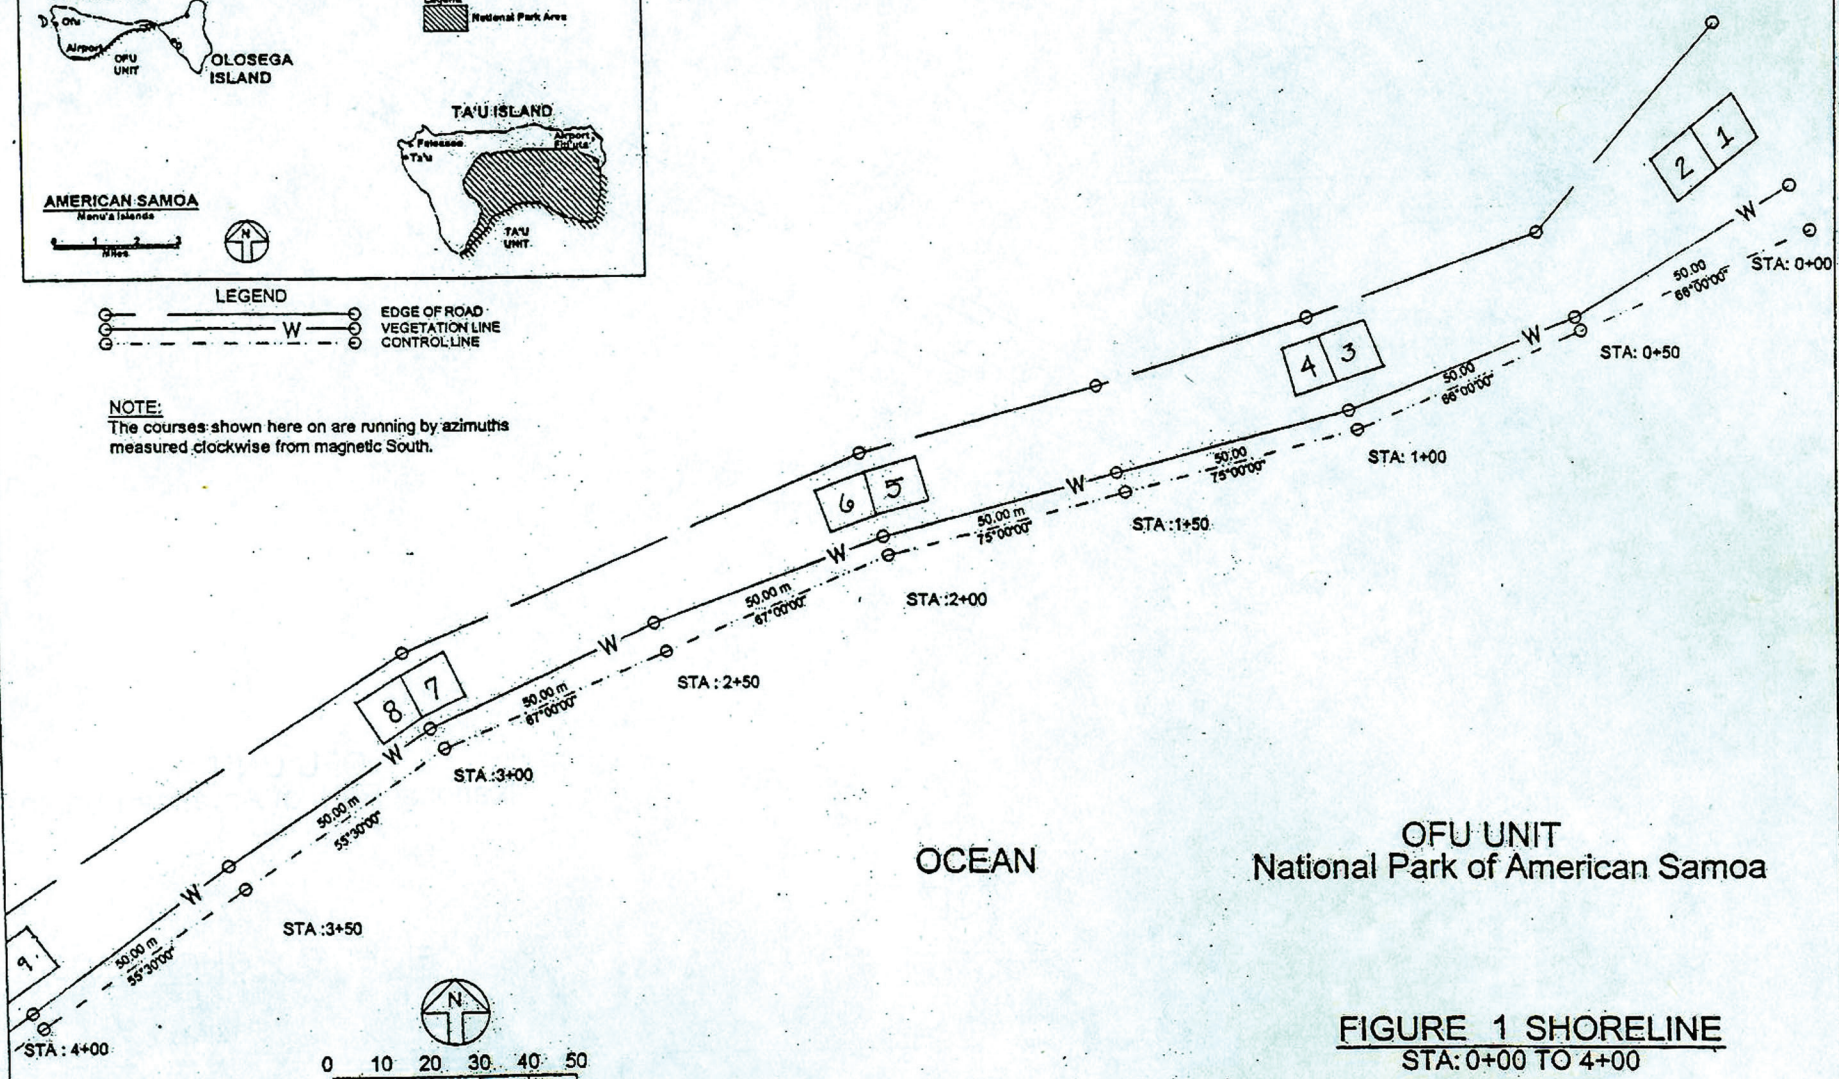 D
Ofu
Airport
OFU
UNIT
OLOSEGA
ISLAND
Legend
National Park Area
TA'U ISLAND
Faleasao
Ta'u
Airport
Fiti'uta
TA'U
UNIT
AMERICAN SAMOA
Manu'a Islands
0 1 2 3
Miles
N
LEGEND
EDGE OF ROAD
W VEGETATION LINE
CONTROL LINE
NOTE:
The courses shown here on are running by azimuths
measured clockwise from magnetic South.
2 1
W
STA: 0+00
50.00
66°00'00"
STA: 0+50
4 3
W
50.00
66°00'00"
STA: 1+00
50.00
75°00'00"
W
STA :1+50
6 5
50.00 m
75°00'00"
W
STA :2+00
50.00 m
67°00'00"
W
STA : 2+50
8 7
50.00 m
67°00'00"
W
STA :3+00
50.00 m
55°30'00"
W
STA :3+50
9
50.00 m
55°30'00"
STA : 4+00
N
0 10 20 30 40 50
OCEAN
OFU UNIT
National Park of American Samoa
FIGURE 1 SHORELINE
STA: 0+00 TO 4+00